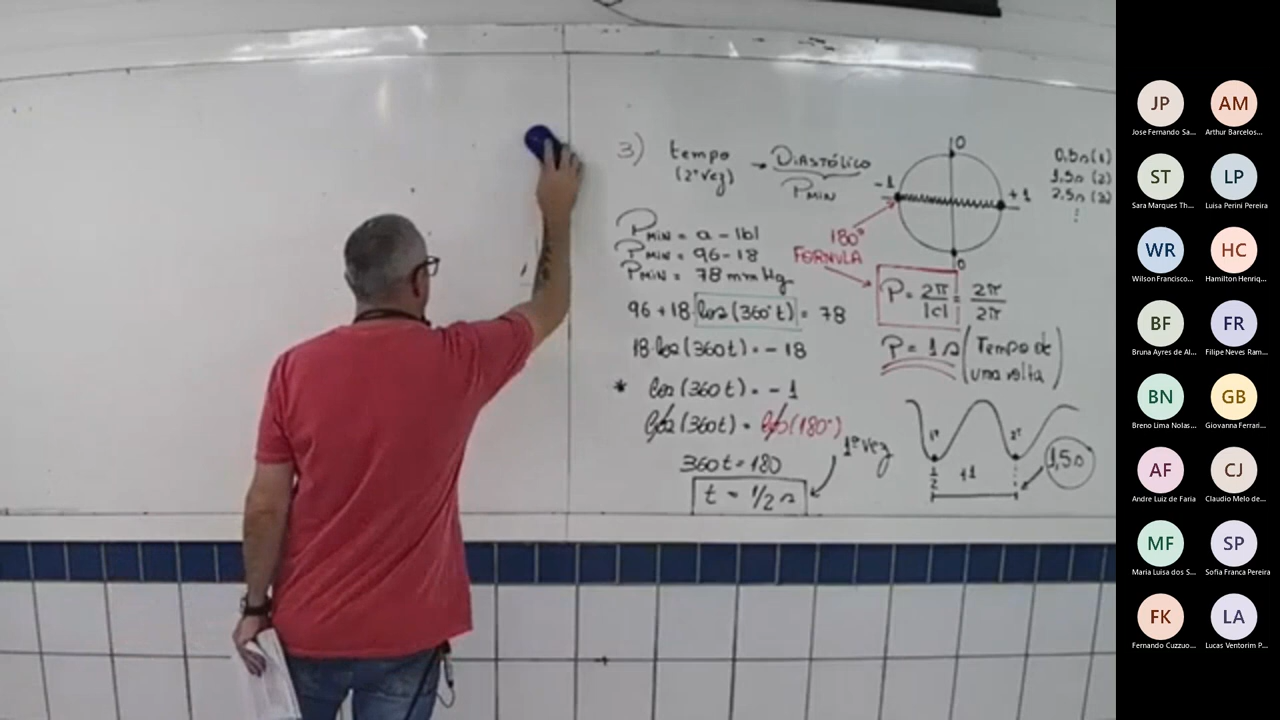 3) tempo → DIASTÓLICO
(2ª vez) PMIN
PMIN = a - |b|
PMIN = 96 - 18
PMIN = 78 mmHg
96 + 18·cos(360°t) = 78
18·cos(360t) = -18
* cos(360t) = -1
cos(360t) = cos(180°)
360t = 180
t = 1/2 s
1ª vez
0
-1
+1
0
180°
FÓRMULA
P = 2π/|c| = 2π/2π
P = 1s (Tempo de
uma volta)
1ª 2ª
1/2 +1 1,5s
0,5s (1)
1,5s (2)
2,5s (3)
⋮
JP AM
Jose Fernando Sa... Arthur Barcelos...
ST LP
Sara Marques Th... Luisa Perini Pereira
WR HC
Wilson Francisco... Hamilton Henriq...
BF FR
Bruna Ayres de Al... Filipe Neves Ram...
BN GB
Breno Lima Nolas... Giovanna Ferrari...
AF CJ
Andre Luiz de Faria Claudio Melo de...
MF SP
Maria Luisa dos S... Sofia Franca Pereira
FK LA
Fernando Cuzzuo... Lucas Ventorim P...